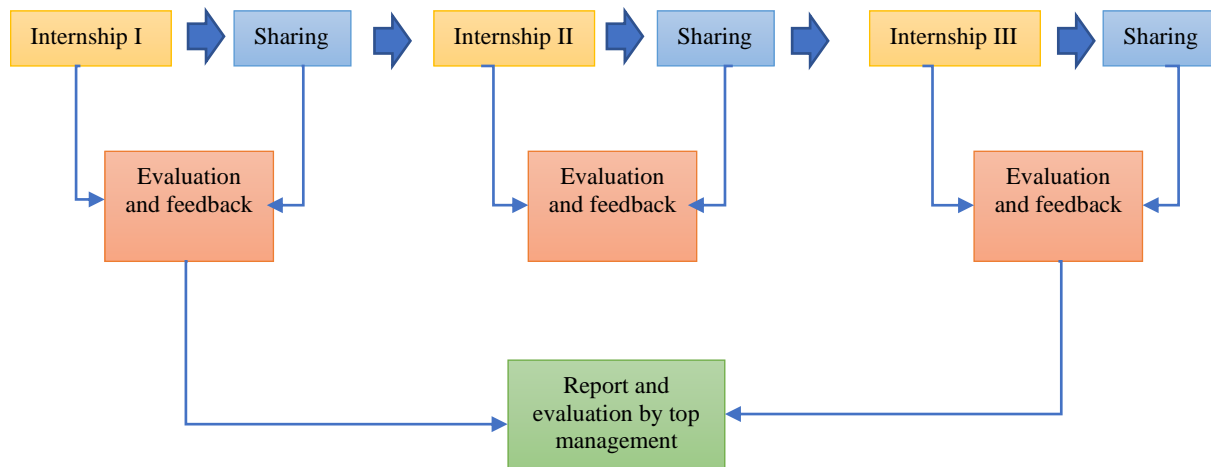 Internship I
Sharing
Internship II
Sharing
Internship III
Sharing
Evaluation
and feedback
Evaluation
and feedback
Evaluation
and feedback
Report and
evaluation by top
management